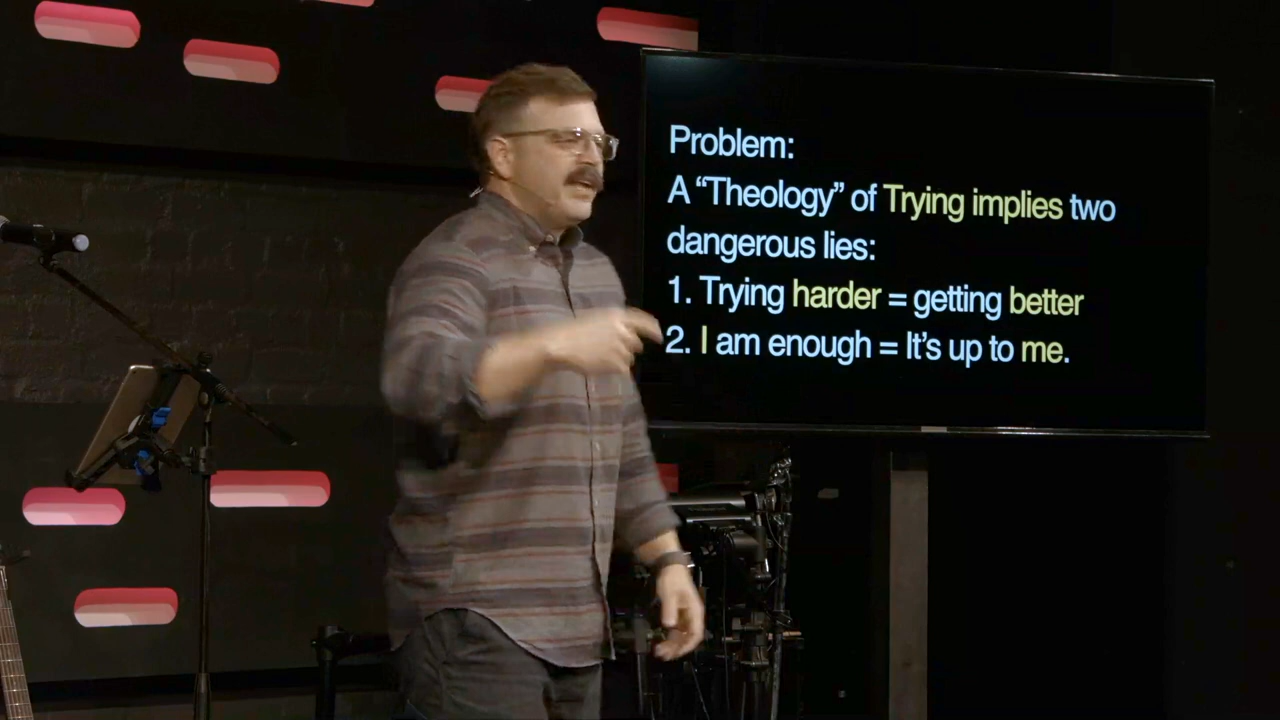 Problem:
A “Theology” of Trying implies two
dangerous lies:
1. Trying harder = getting better
2. I am enough = It’s up to me.